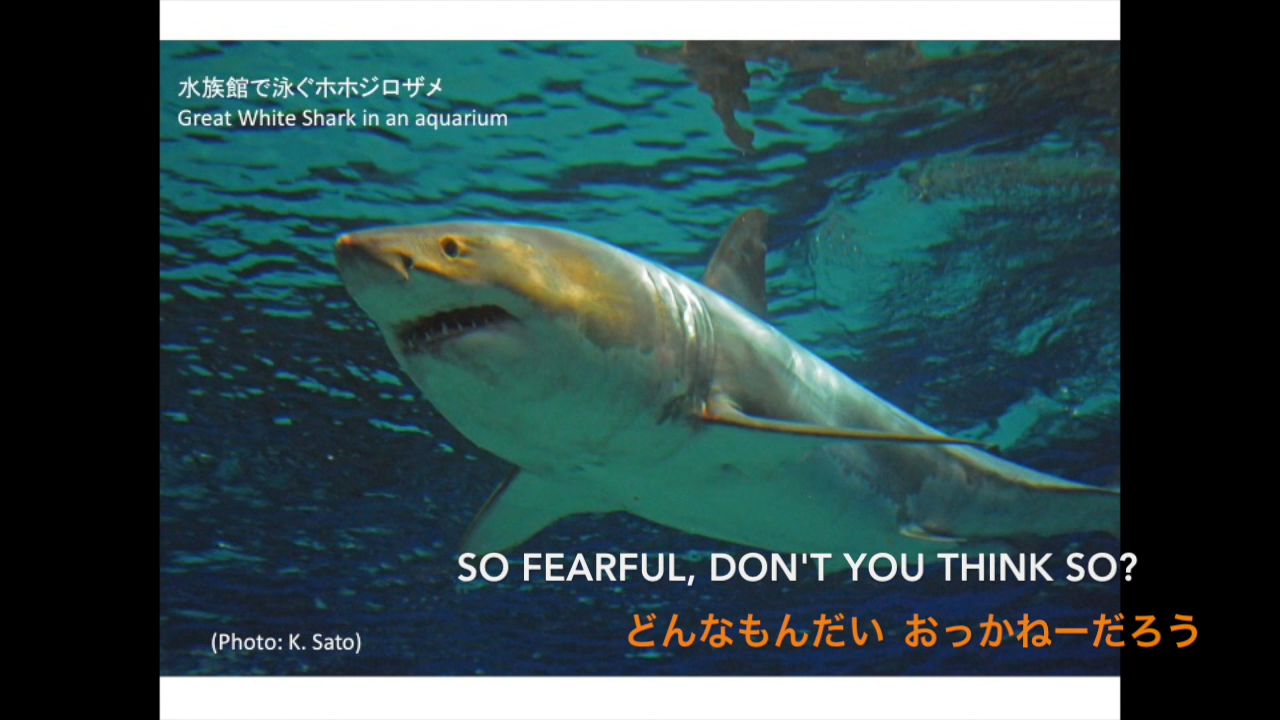 水族館で泳ぐホホジロザメ
Great White Shark in an aquarium
SO FEARFUL, DON'T YOU THINK SO?
どんなもんだい おっかねーだろう
(Photo: K. Sato)